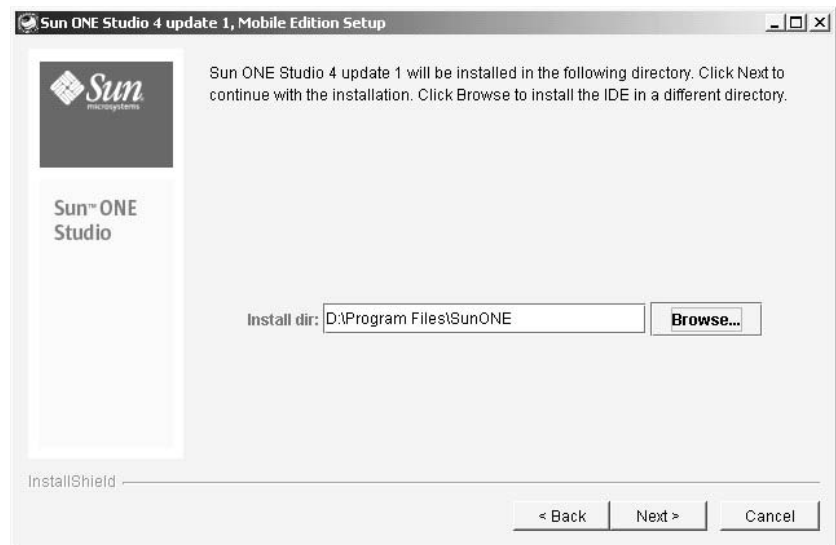 Sun ONE Studio 4 update 1, Mobile Edition Setup
Sun
microsystems
Sun™ ONE
Studio
Sun ONE Studio 4 update 1 will be installed in the following directory. Click Next to
continue with the installation. Click Browse to install the IDE in a different directory.
Install dir: D:\Program Files\SunONE Browse...
InstallShield
< Back Next > Cancel